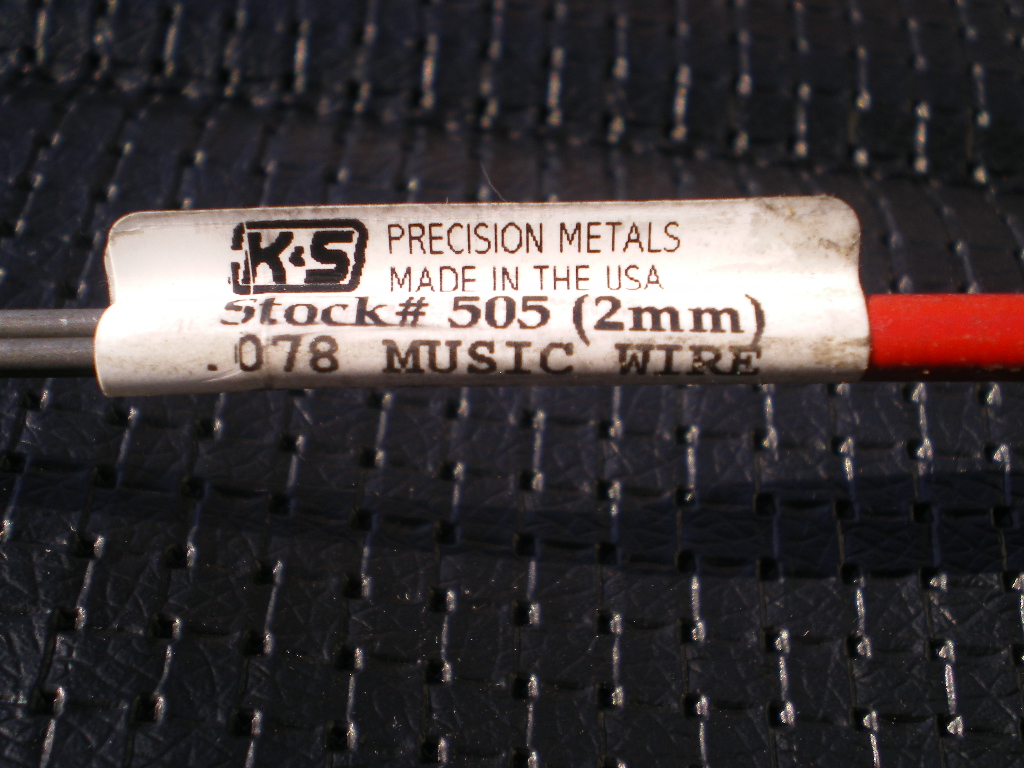 K&S PRECISION METALS
MADE IN THE USA
Stock# 505 (2mm)
.078 MUSIC WIRE